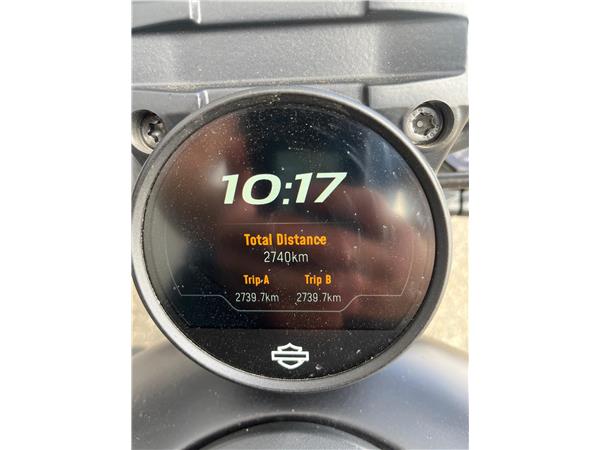 10:17
Total Distance
2740km
Trip A Trip B
2739.7km 2739.7km